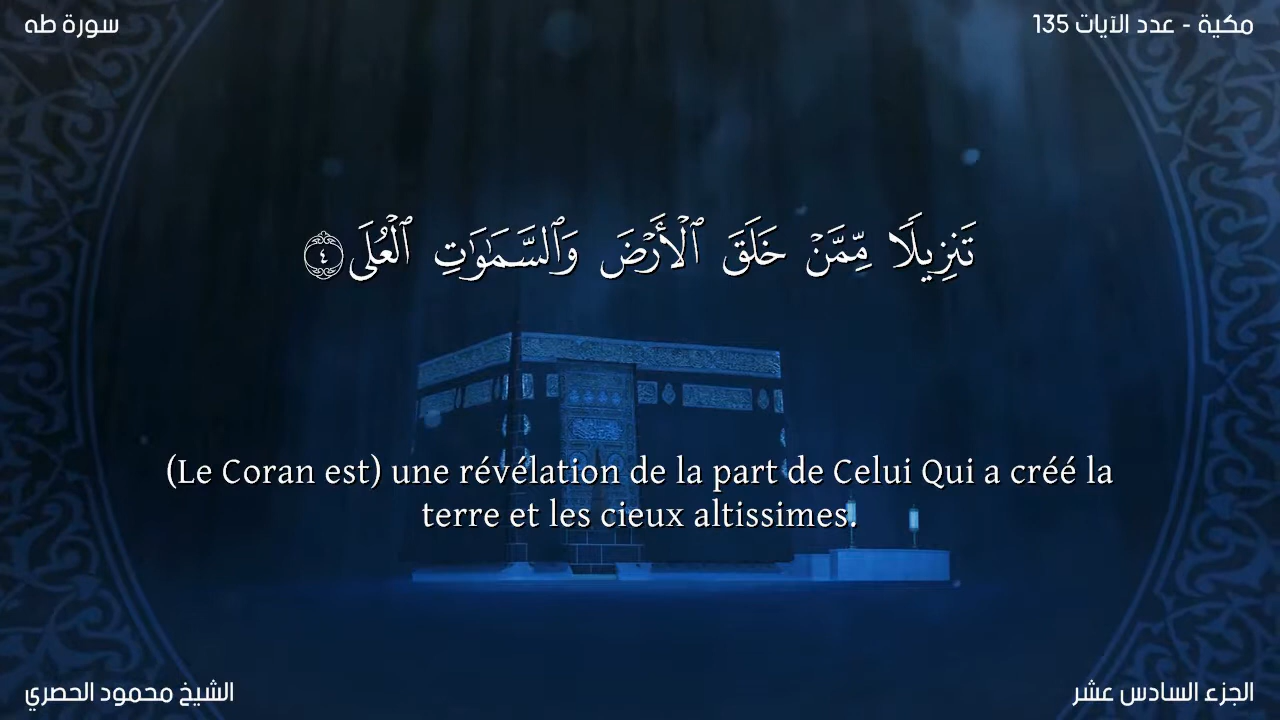 سورة طه
مكية - عدد الآيات 135
تَنزِيلًا مِّمَّنْ خَلَقَ ٱلْأَرْضَ وَٱلسَّمَٰوَٰتِ ٱلْعُلَى ٤
(Le Coran est) une révélation de la part de Celui Qui a créé la
terre et les cieux altissimes.
الشيخ محمود الحصري
الجزء السادس عشر